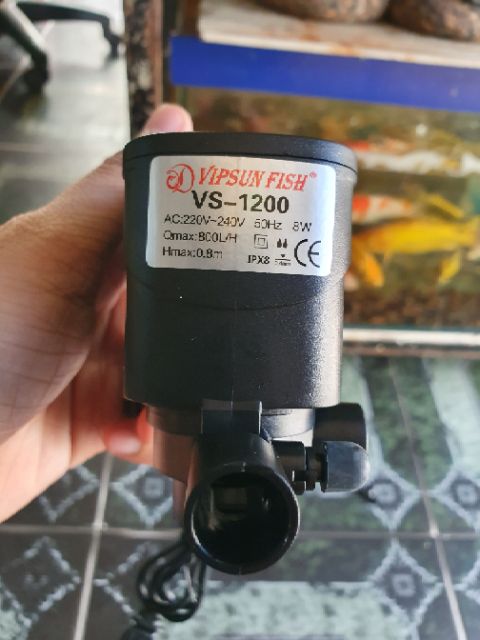 VIPSUN FISH®
VS-1200
AC:220V~240V 50Hz 8W
Qmax:800L/H
Hmax:0.8m IPX8
CE